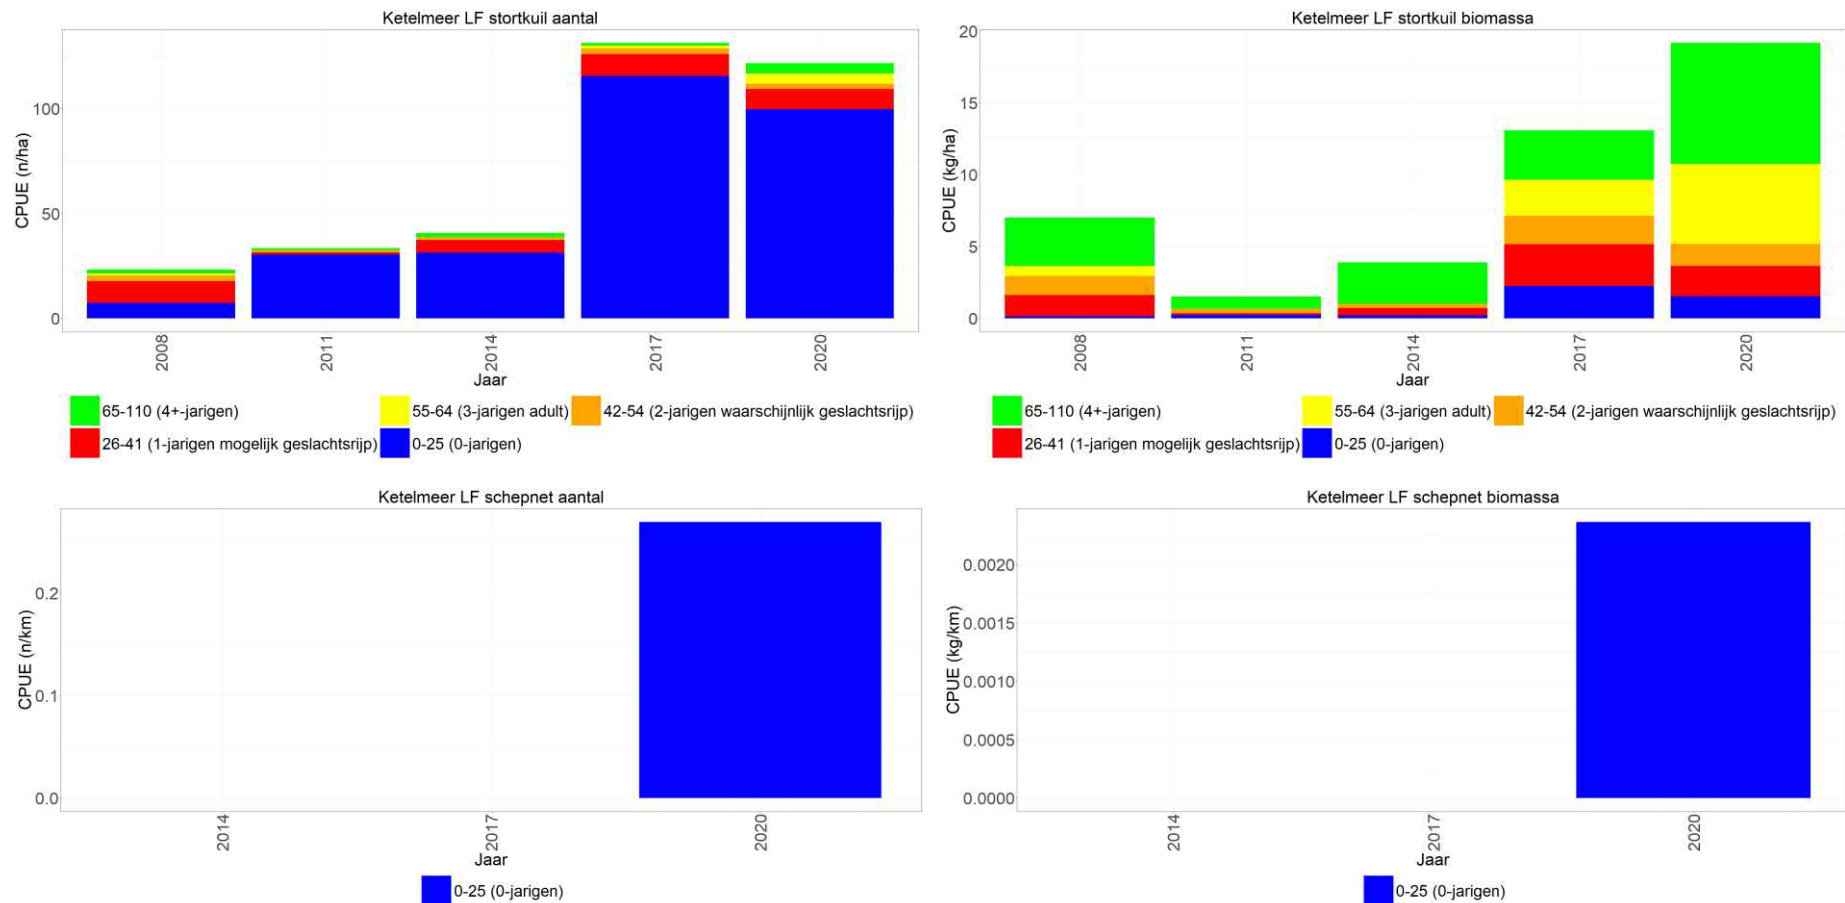 Ketelmeer LF stortkuil aantal
CPUE (n/ha)
100
50
0
2008
2011
2014
2017
2020
Jaar
65-110 (4+-jarigen)
55-64 (3-jarigen adult)
42-54 (2-jarigen waarschijnlijk geslachtsrijp)
26-41 (1-jarigen mogelijk geslachtsrijp)
0-25 (0-jarigen)
Ketelmeer LF stortkuil biomassa
CPUE (kg/ha)
20
15
10
5
0
2008
2011
2014
2017
2020
Jaar
65-110 (4+-jarigen)
55-64 (3-jarigen adult)
42-54 (2-jarigen waarschijnlijk geslachtsrijp)
26-41 (1-jarigen mogelijk geslachtsrijp)
0-25 (0-jarigen)
Ketelmeer LF schepnet aantal
CPUE (n/km)
0.2
0.1
0.0
2014
2017
2020
Jaar
0-25 (0-jarigen)
Ketelmeer LF schepnet biomassa
CPUE (kg/km)
0.0020
0.0015
0.0010
0.0005
0.0000
2014
2017
2020
Jaar
0-25 (0-jarigen)